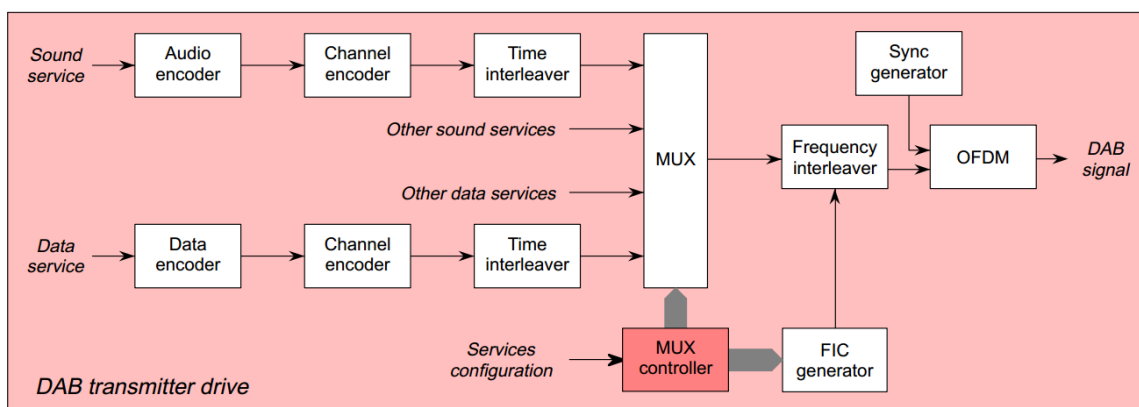 Sound
service
Audio
encoder
Channel
encoder
Time
interleaver
Sync
generator
Other sound services
MUX
Frequency
interleaver
OFDM
DAB
signal
Other data services
Data
service
Data
encoder
Channel
encoder
Time
interleaver
Services
configuration
MUX
controller
FIC
generator
DAB transmitter drive